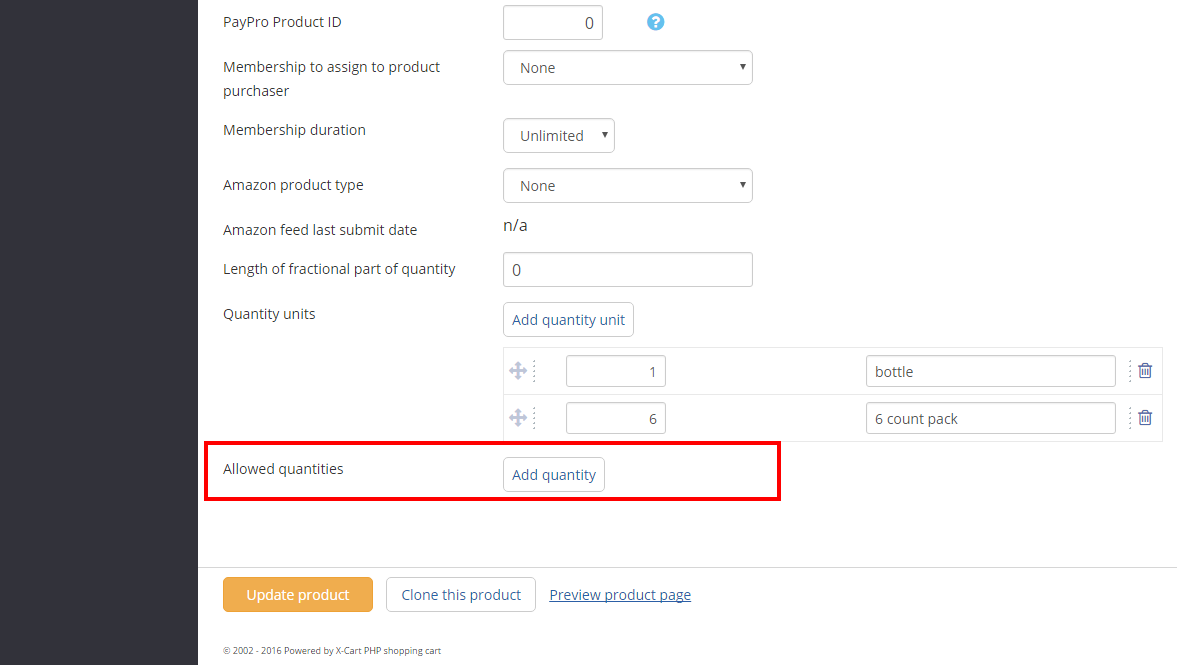 PayPro Product ID
0
?
Membership to assign to product
purchaser
None
Membership duration
Unlimited
Amazon product type
None
Amazon feed last submit date
n/a
Length of fractional part of quantity
0
Quantity units
Add quantity unit
1
bottle
6
6 count pack
Allowed quantities
Add quantity
Update product
Clone this product
Preview product page
© 2002 - 2016 Powered by X-Cart PHP shopping cart